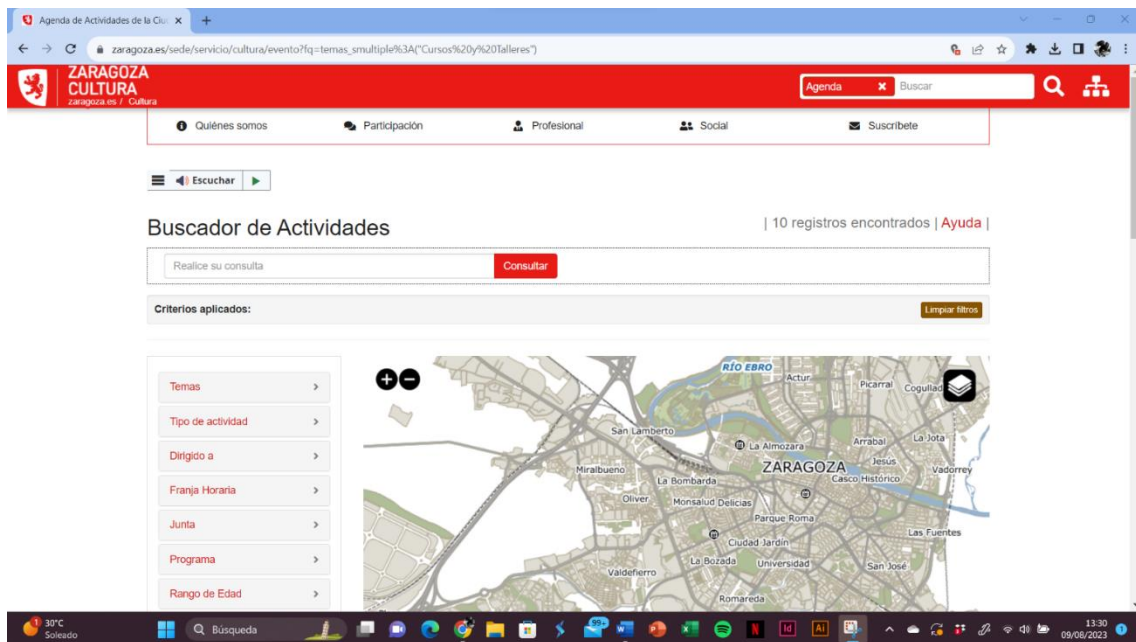 Agenda de Actividades de la Ciu
zaragoza.es/sede/servicio/cultura/evento?fq=temas_smultiple%3A("Cursos%20y%20Talleres")
ZARAGOZA
CULTURA
zaragoza.es / Cultura
Agenda
Buscar
Quiénes somos
Participación
Profesional
Social
Suscríbete
Escuchar
Buscador de Actividades
| 10 registros encontrados | Ayuda |
Realice su consulta
Consultar
Criterios aplicados:
Limpiar filtros
Temas
Tipo de actividad
Dirigido a
Franja Horaria
Junta
Programa
Rango de Edad
RÍO EBRO
Actur
Picarral
Cogullad
San Lamberto
La Almozara
Arrabal
La Jota
Miralbueno
ZARAGOZA
Jesús
Vadorrey
La Bombarda
Casco Histórico
Oliver
Monsalud Delicias
Parque Roma
Las Fuentes
Ciudad Jardín
La Bozada
Universidad
San José
Valdefierro
Romareda
1
30°C
Soleado
Búsqueda
99+
Id
Ai
13:30
09/08/2023
1